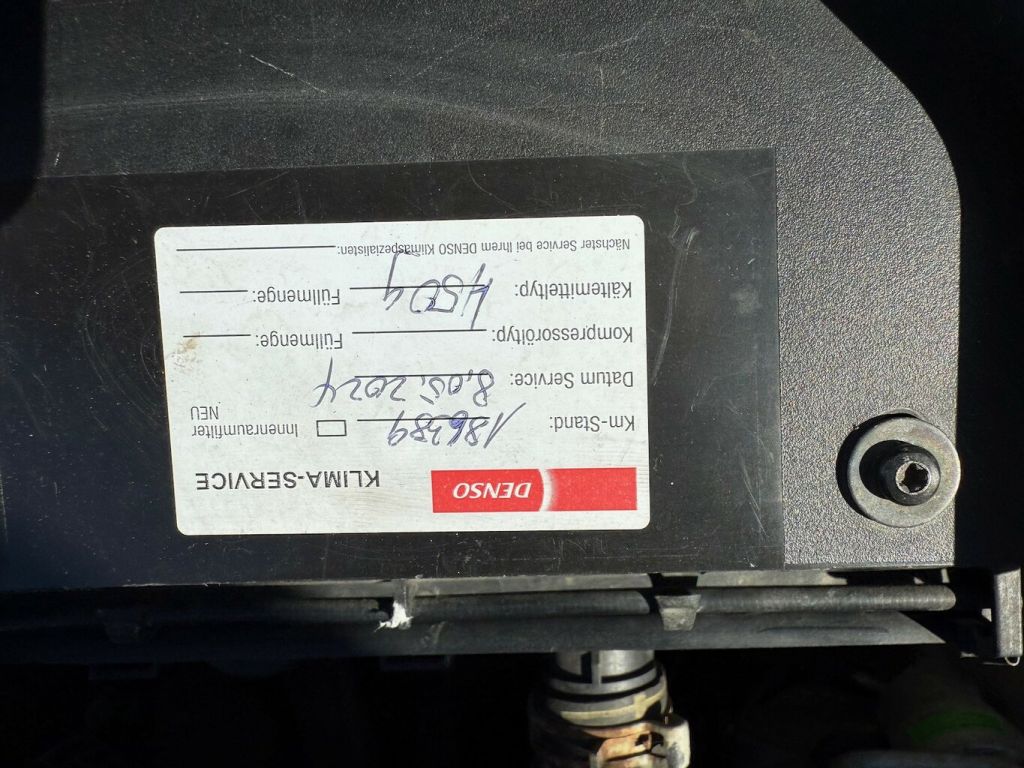 DENSO KLIMA-SERVICE
Km-Stand: 186389 Innenraumfilter
NEU
Datum Service: 8.05.2024
Kompressoröltyp: Füllmenge:
Kältemitteltyp: 450g Füllmenge:
Nächster Service bei Ihrem DENSO Klimaspezialisten: